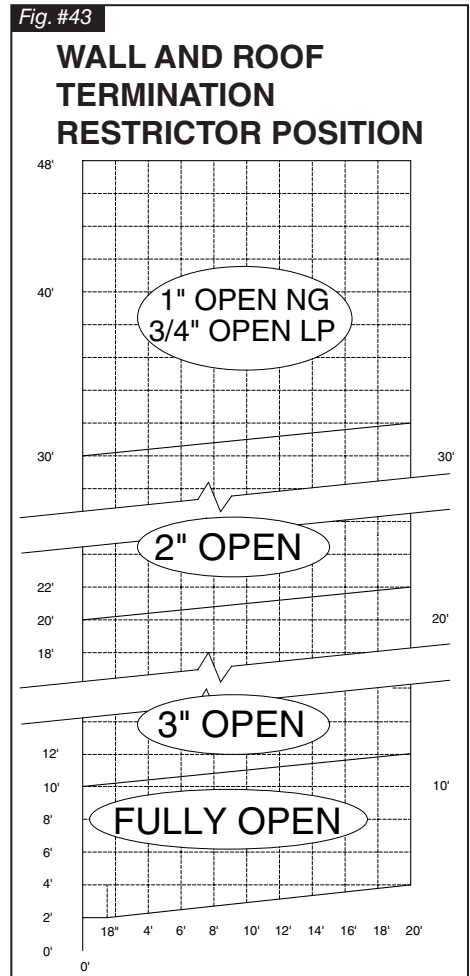 Fig. #43
WALL AND ROOF
TERMINATION
RESTRICTOR POSITION
48'
40'
1" OPEN NG
3/4" OPEN LP
30'
30'
2" OPEN
22'
20'
20'
18'
3" OPEN
12'
10'
10'
8'
FULLY OPEN
6'
4'
2'
18" 4' 6' 8' 10' 12' 14' 16' 18' 20'
0'
0'